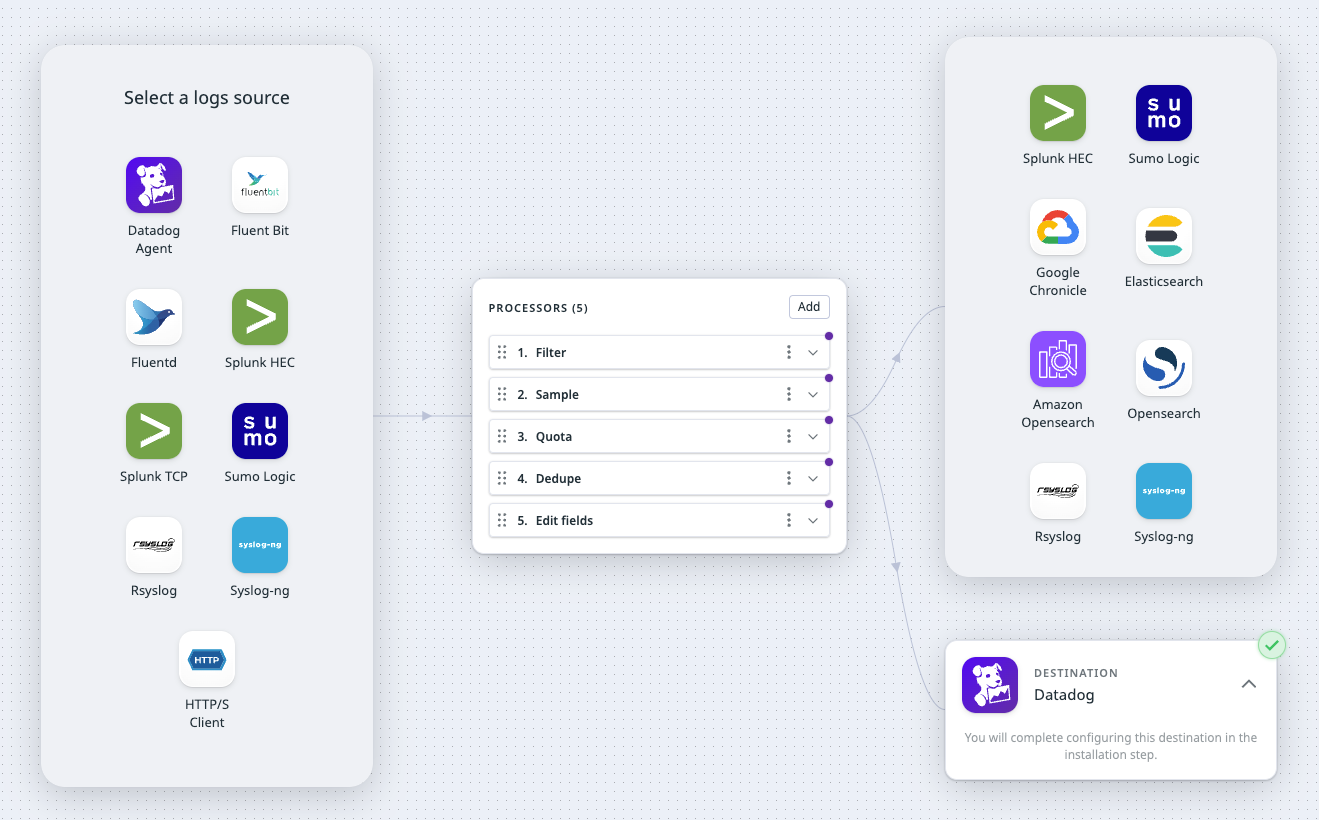 Select a logs source
Datadog
Agent
fluentbit
Fluent Bit
Fluentd
Splunk HEC
Splunk TCP
su
mo
Sumo Logic
RSYSLOG
Rsyslog
syslog-ng
Syslog-ng
HTTP
HTTP/S
Client
PROCESSORS (5)
Add
1. Filter
2. Sample
3. Quota
4. Dedupe
5. Edit fields
Splunk HEC
su
mo
Sumo Logic
Google
Chronicle
Elasticsearch
Amazon
Opensearch
Opensearch
RSYSLOG
Rsyslog
syslog-ng
Syslog-ng
DESTINATION
Datadog
You will complete configuring this destination in the
installation step.